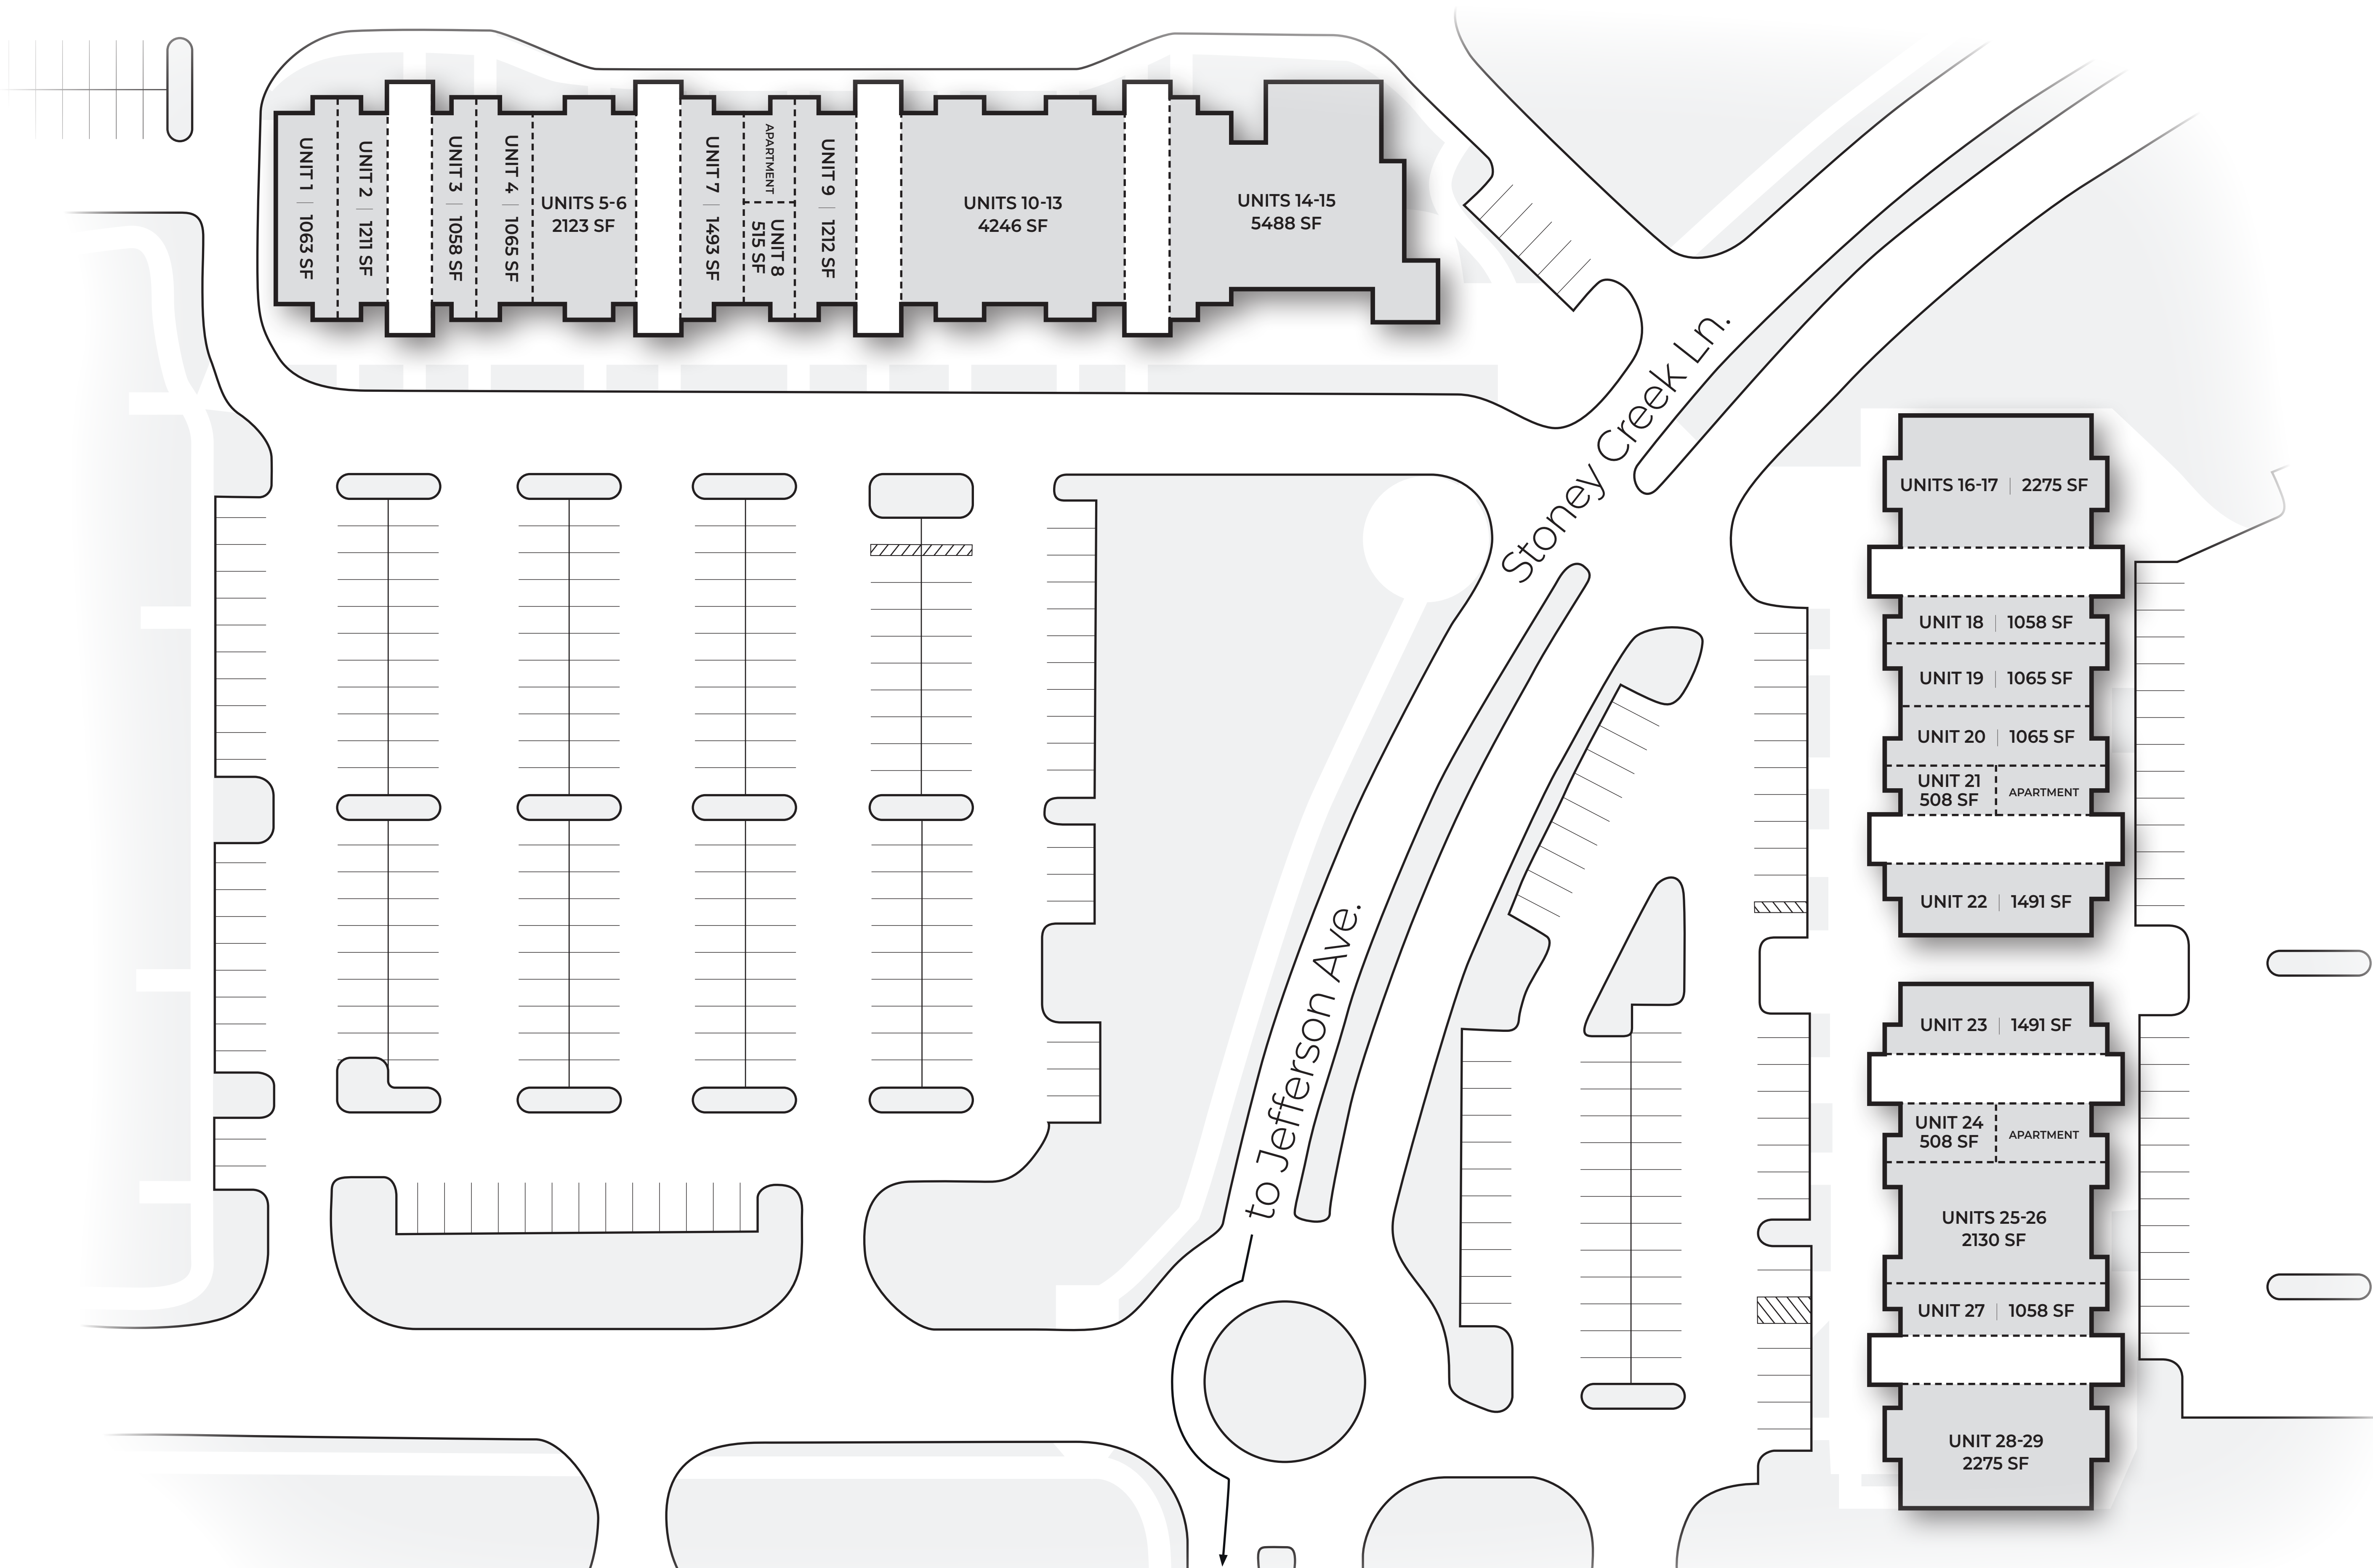 UNIT 1 | 1063 SF
UNIT 2 | 1211 SF
UNIT 3 | 1058 SF
UNIT 4 | 1065 SF
UNITS 5-6
2123 SF
UNIT 7 | 1493 SF
APARTMENT
UNIT 8
515 SF
UNIT 9 | 1212 SF
UNITS 10-13
4246 SF
UNITS 14-15
5488 SF
Stoney Creek Ln.
to Jefferson Ave.
UNITS 16-17 | 2275 SF
UNIT 18 | 1058 SF
UNIT 19 | 1065 SF
UNIT 20 | 1065 SF
UNIT 21
508 SF
APARTMENT
UNIT 22 | 1491 SF
UNIT 23 | 1491 SF
UNIT 24
508 SF
APARTMENT
UNITS 25-26
2130 SF
UNIT 27 | 1058 SF
UNIT 28-29
2275 SF